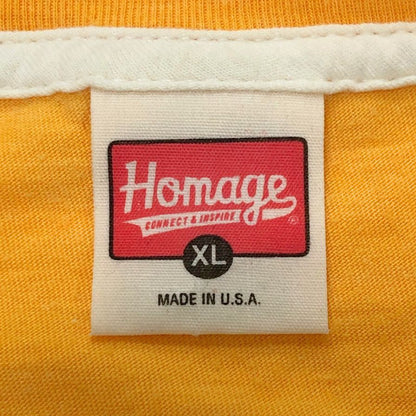 Homage
CONNECT & INSPIRE
®
XL
MADE IN U.S.A.